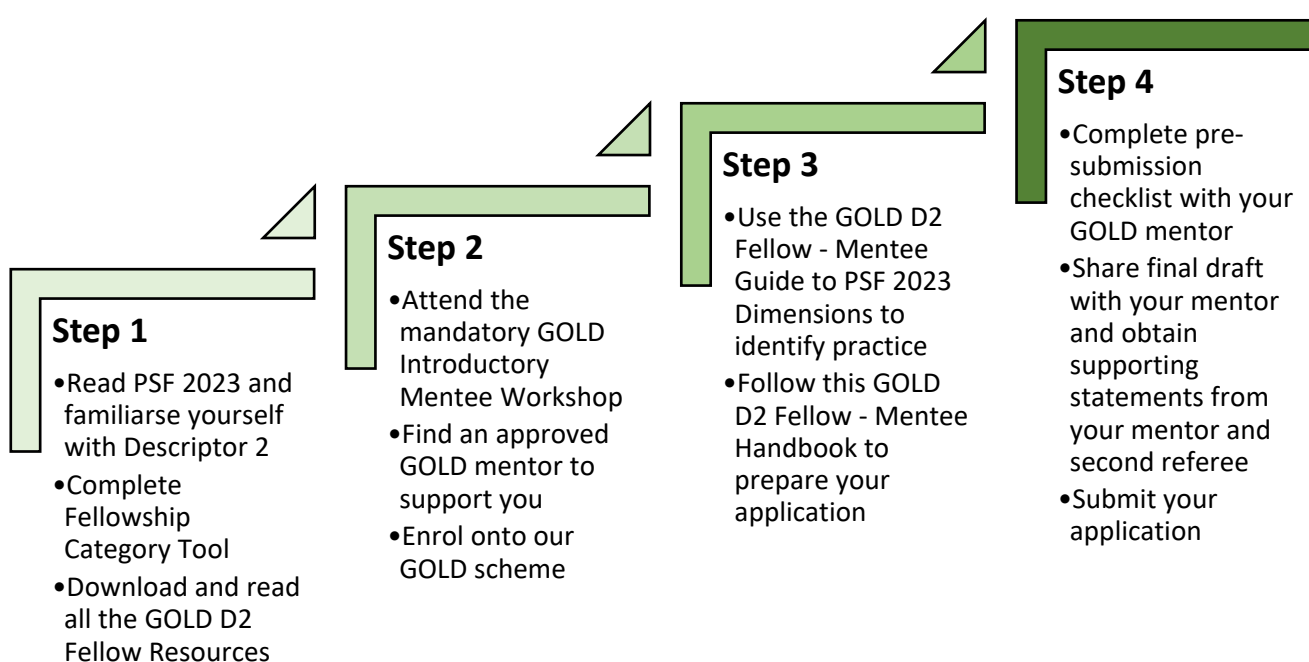 Step 1
•Read PSF 2023 and
familiarse yourself
with Descriptor 2
•Complete
Fellowship
Category Tool
•Download and read
all the GOLD D2
Fellow Resources
Step 2
•Attend the
mandatory GOLD
Introductory
Mentee Workshop
•Find an approved
GOLD mentor to
support you
•Enrol onto our
GOLD scheme
Step 3
•Use the GOLD D2
Fellow - Mentee
Guide to PSF 2023
Dimensions to
identify practice
•Follow this GOLD
D2 Fellow - Mentee
Handbook to
prepare your
application
Step 4
•Complete pre-
submission
checklist with your
GOLD mentor
•Share final draft
with your mentor
and obtain
supporting
statements from
your mentor and
second referee
•Submit your
application